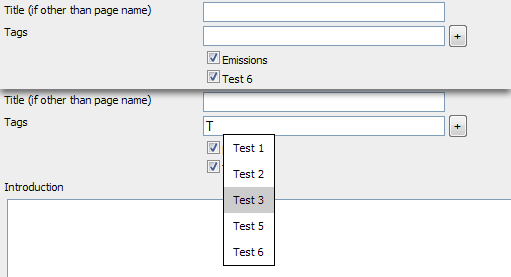 Title (if other than page name)
Tags
+
Emissions
Test 6
Title (if other than page name)
Tags
T
+
Test 1
Test 2
Test 3
Test 5
Test 6
Introduction